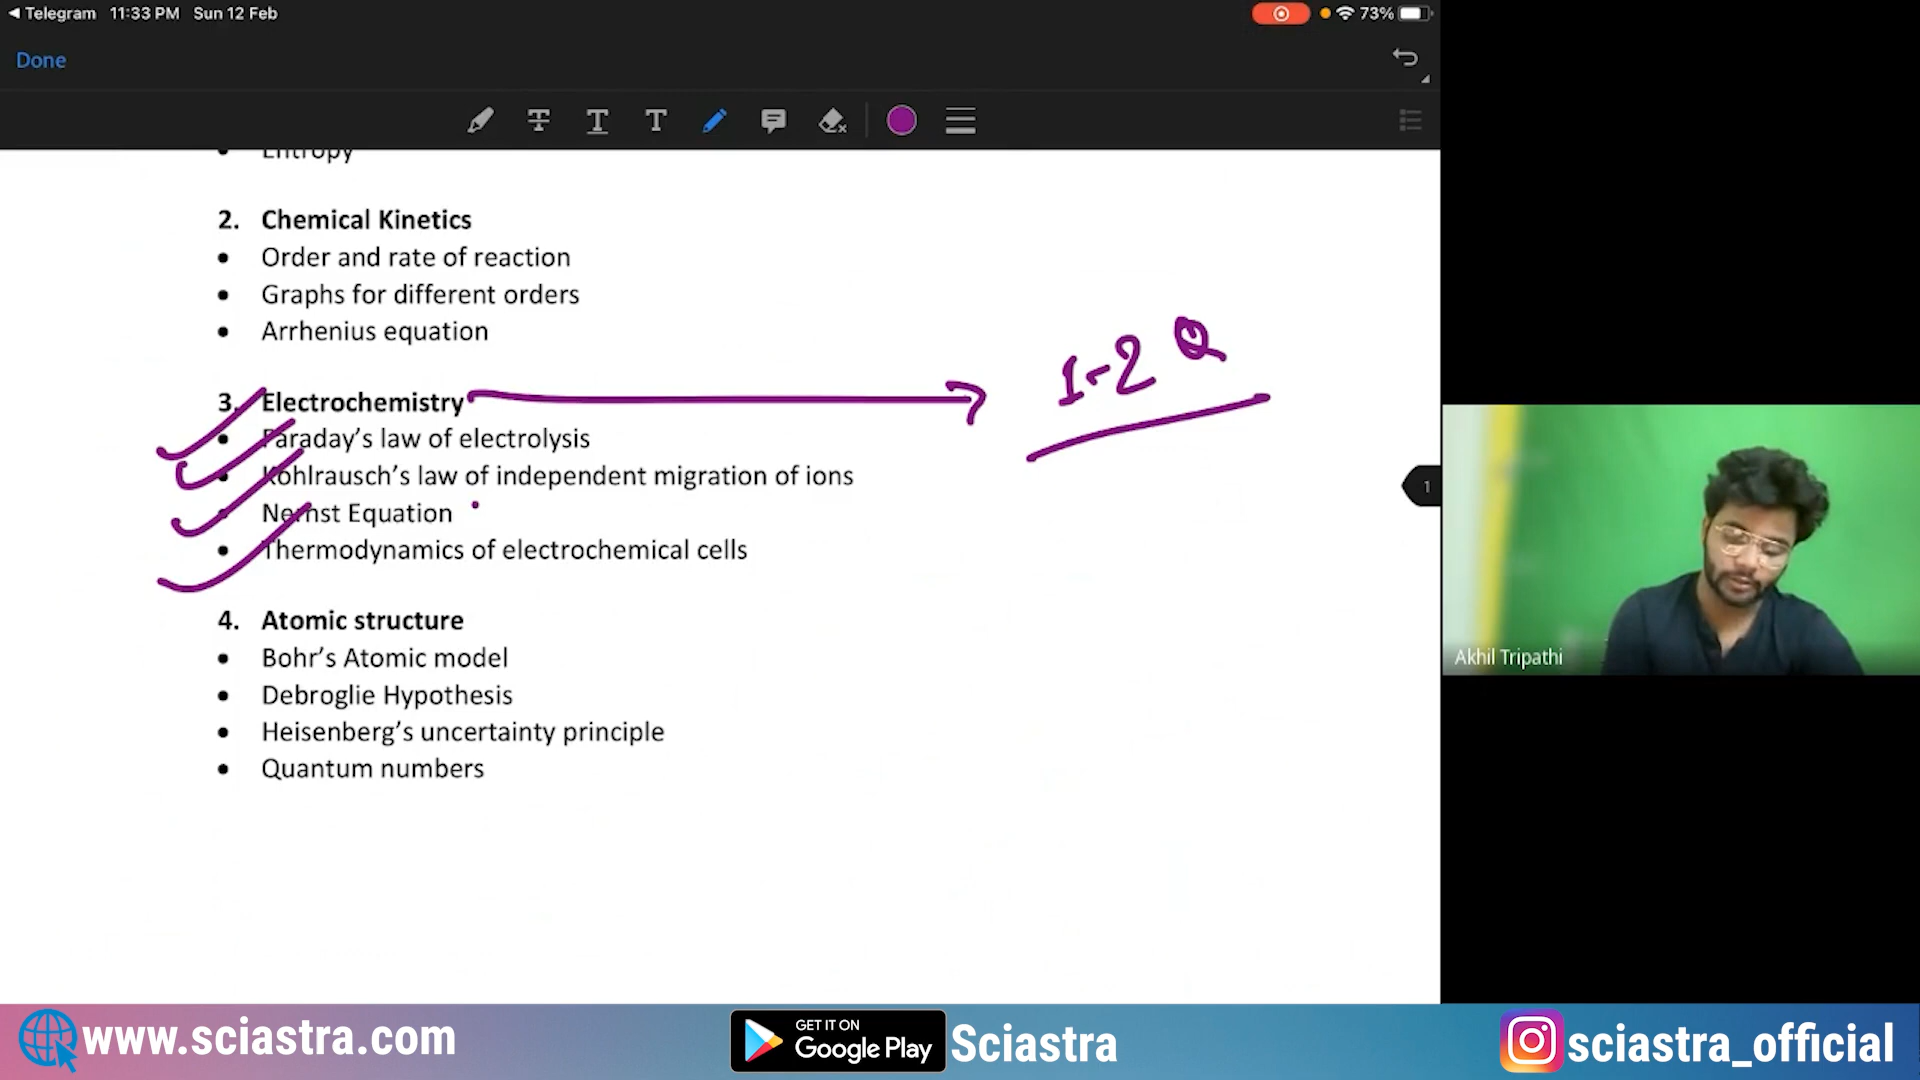 Telegram 11:33 PM Sun 12 Feb
73%
Done
T T T
• Entropy
2. Chemical Kinetics
• Order and rate of reaction
• Graphs for different orders
• Arrhenius equation
1-2 Q
3. Electrochemistry
• Faraday's law of electrolysis
• Kohlrausch's law of independent migration of ions
1
• Nernst Equation
• Thermodynamics of electrochemical cells
4. Atomic structure
• Bohr's Atomic model
• Debroglie Hypothesis
• Heisenberg's uncertainty principle
• Quantum numbers
Akhil Tripathi
www.sciastra.com
GET IT ON
Google Play
Sciastra
sciastra_official